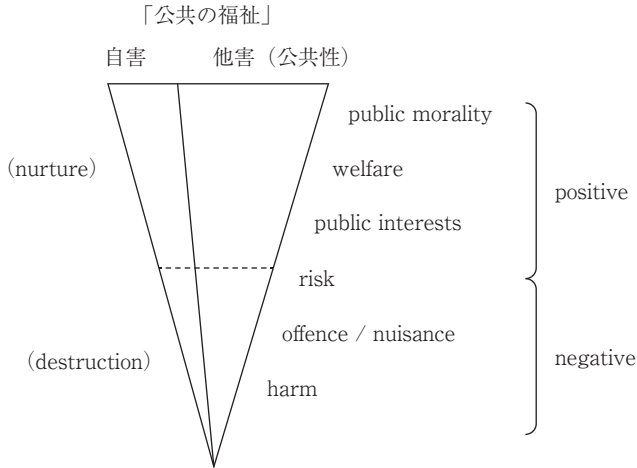 「公共の福祉」
自害 他害（公共性）
public morality
(nurture)
welfare
positive
public interests
risk
offence / nuisance
(destruction)
negative
harm